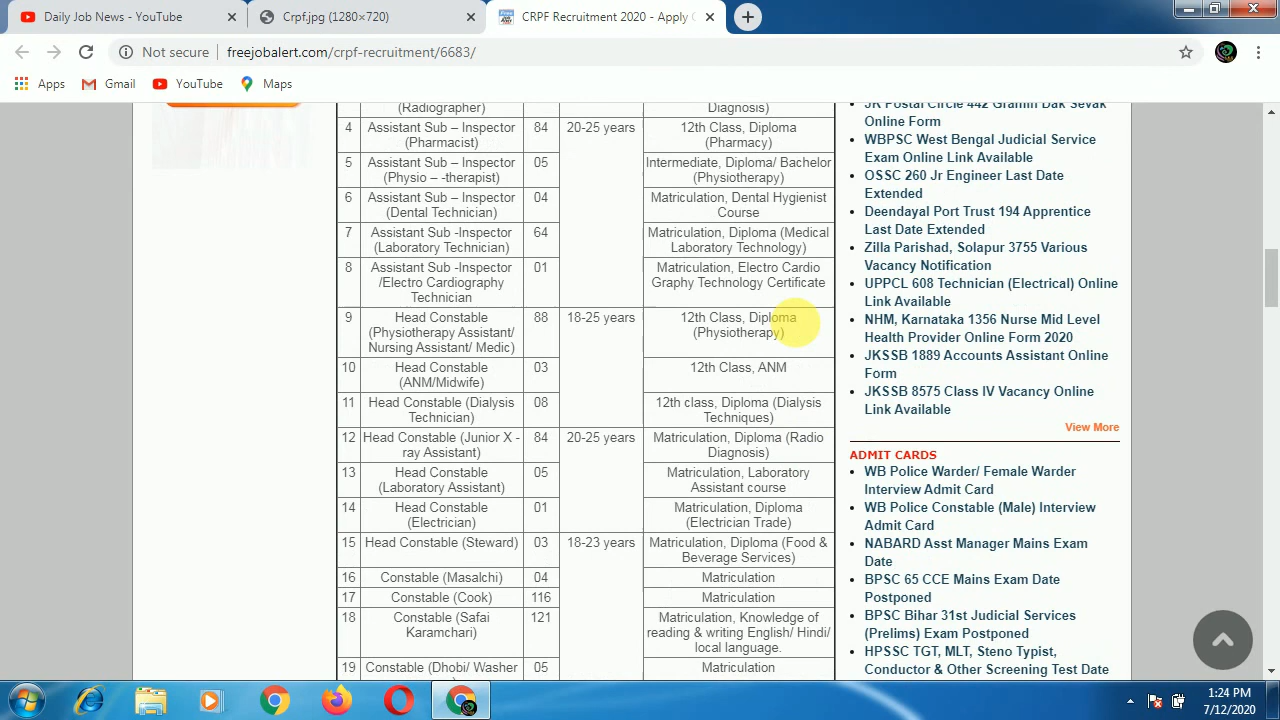 Daily Job News - YouTube
Crpf.jpg (1280×720)
CRPF Recruitment 2020 - Apply O
Not secure
freejobalert.com/crpf-recruitment/6683/
Apps
Gmail
YouTube
Maps
(Radiographer)
Diagnosis)
4
Assistant Sub – Inspector
(Pharmacist)
84
20-25 years
12th Class, Diploma
(Pharmacy)
5
Assistant Sub – Inspector
(Physio – -therapist)
05
Intermediate, Diploma/ Bachelor
(Physiotherapy)
6
Assistant Sub – Inspector
(Dental Technician)
04
Matriculation, Dental Hygienist
Course
7
Assistant Sub -Inspector
(Laboratory Technician)
64
Matriculation, Diploma (Medical
Laboratory Technology)
8
Assistant Sub -Inspector
/Electro Cardiography
Technician
01
Matriculation, Electro Cardio
Graphy Technology Certificate
9
Head Constable
(Physiotherapy Assistant/
Nursing Assistant/ Medic)
88
18-25 years
12th Class, Diploma
(Physiotherapy)
10
Head Constable
(ANM/Midwife)
03
12th Class, ANM
11
Head Constable (Dialysis
Technician)
08
12th class, Diploma (Dialysis
Techniques)
12
Head Constable (Junior X -
ray Assistant)
84
20-25 years
Matriculation, Diploma (Radio
Diagnosis)
13
Head Constable
(Laboratory Assistant)
05
Matriculation, Laboratory
Assistant course
14
Head Constable
(Electrician)
01
Matriculation, Diploma
(Electrician Trade)
15
Head Constable (Steward)
03
18-23 years
Matriculation, Diploma (Food &
Beverage Services)
16
Constable (Masalchi)
04
Matriculation
17
Constable (Cook)
116
Matriculation
18
Constable (Safai
Karamchari)
121
Matriculation, Knowledge of
reading & writing English/ Hindi/
local language.
19
Constable (Dhobi/ Washer
05
Matriculation
JK Postal Circle 442 Gramin Dak Sevak
Online Form
WBPSC West Bengal Judicial Service
Exam Online Link Available
OSSC 260 Jr Engineer Last Date
Extended
Deendayal Port Trust 194 Apprentice
Last Date Extended
Zilla Parishad, Solapur 3755 Various
Vacancy Notification
UPPCL 608 Technician (Electrical) Online
Link Available
NHM, Karnataka 1356 Nurse Mid Level
Health Provider Online Form 2020
JKSSB 1889 Accounts Assistant Online
Form
JKSSB 8575 Class IV Vacancy Online
Link Available
View More
ADMIT CARDS
WB Police Warder/ Female Warder
Interview Admit Card
WB Police Constable (Male) Interview
Admit Card
NABARD Asst Manager Mains Exam
Date
BPSC 65 CCE Mains Exam Date
Postponed
BPSC Bihar 31st Judicial Services
(Prelims) Exam Postponed
HPSSC TGT, MLT, Steno Typist,
Conductor & Other Screening Test Date
1:24 PM
7/12/2020